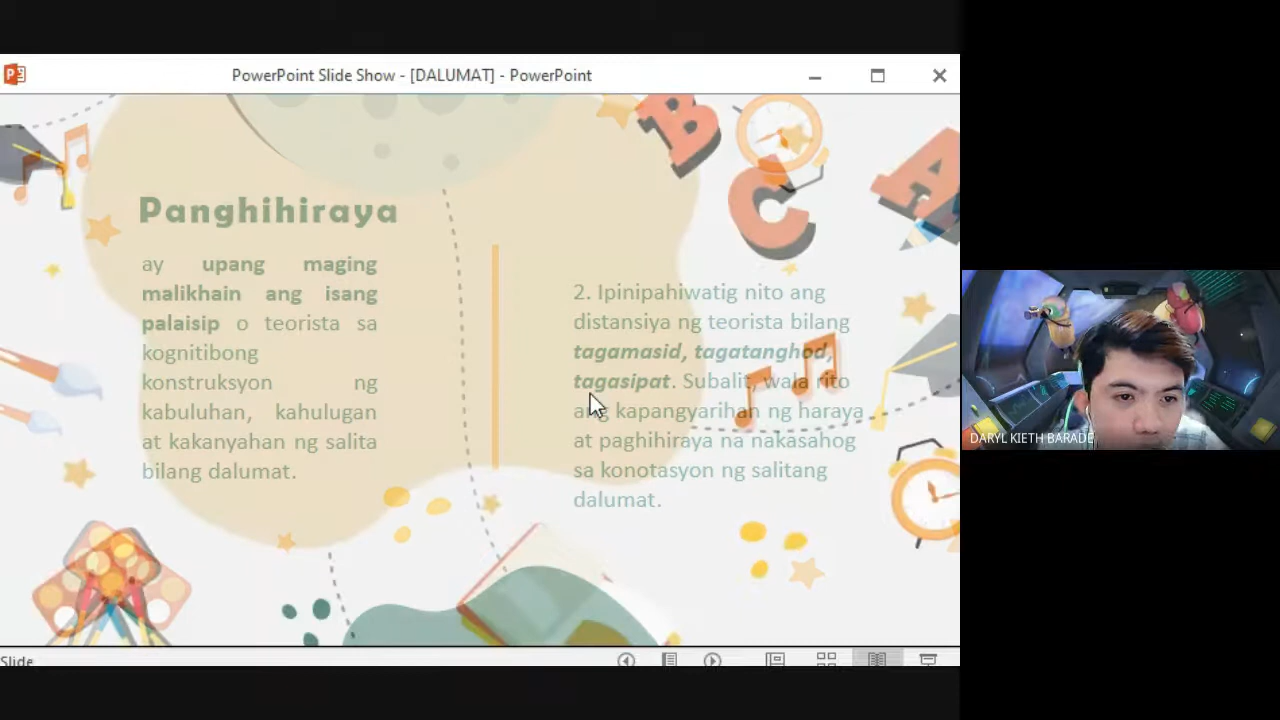 PowerPoint Slide Show - [DALUMAT] - PowerPoint
B
C
A
Panghihiraya
ay upang maging
malikhain ang isang
palaisip o teorista sa
kognitibong
konstruksyon ng
kabuluhan, kahulugan
at kakanyahan ng salita
bilang dalumat.
2. Ipinipahiwatig nito ang
distansiya ng teorista bilang
tagamasid, tagatanghod,
tagasipat. Subalit, wala rito
ang kapangyarihan ng haraya
at paghihiraya na nakasahog
sa konotasyon ng salitang
dalumat.
DARYL KIETH BARADE
Slide